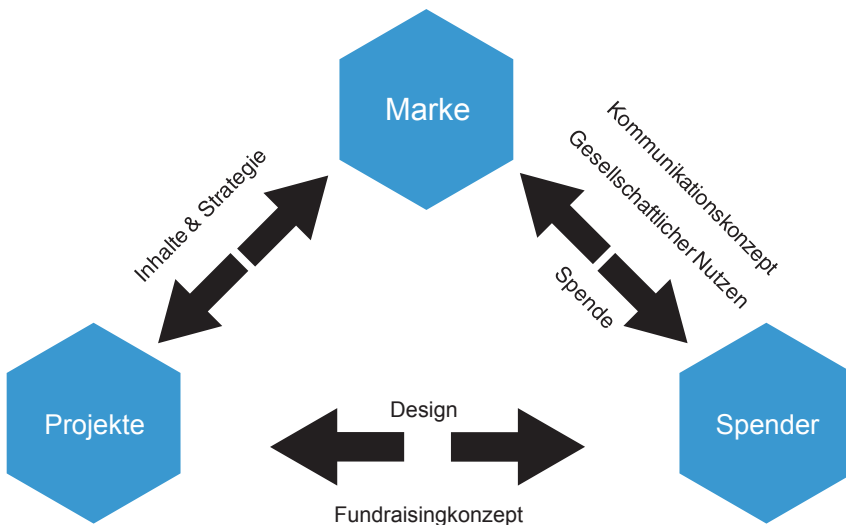 Marke
Kommunikationskonzept
Gesellschaftlicher Nutzen
Inhalte & Strategie
Spende
Projekte
Spender
Design
Fundraisingkonzept